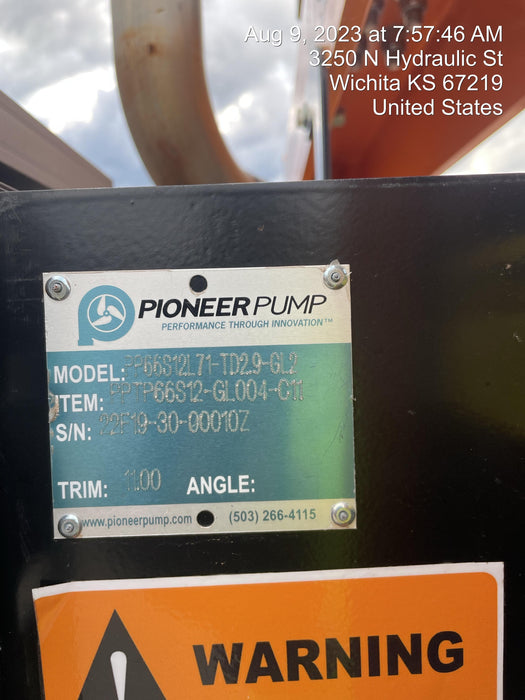 Aug 9, 2023 at 7:57:46 AM
3250 N Hydraulic St
Wichita KS 67219
United States
PIONEER PUMP
PERFORMANCE THROUGH INNOVATION™
MODEL: PP66S12L71-TD2.9-GL2
ITEM: PPTP66S12-GL004-C11
S/N: 22F19-30-00010Z
TRIM: 11.00 ANGLE:
www.pioneerpump.com (503) 266-4115
WARNING